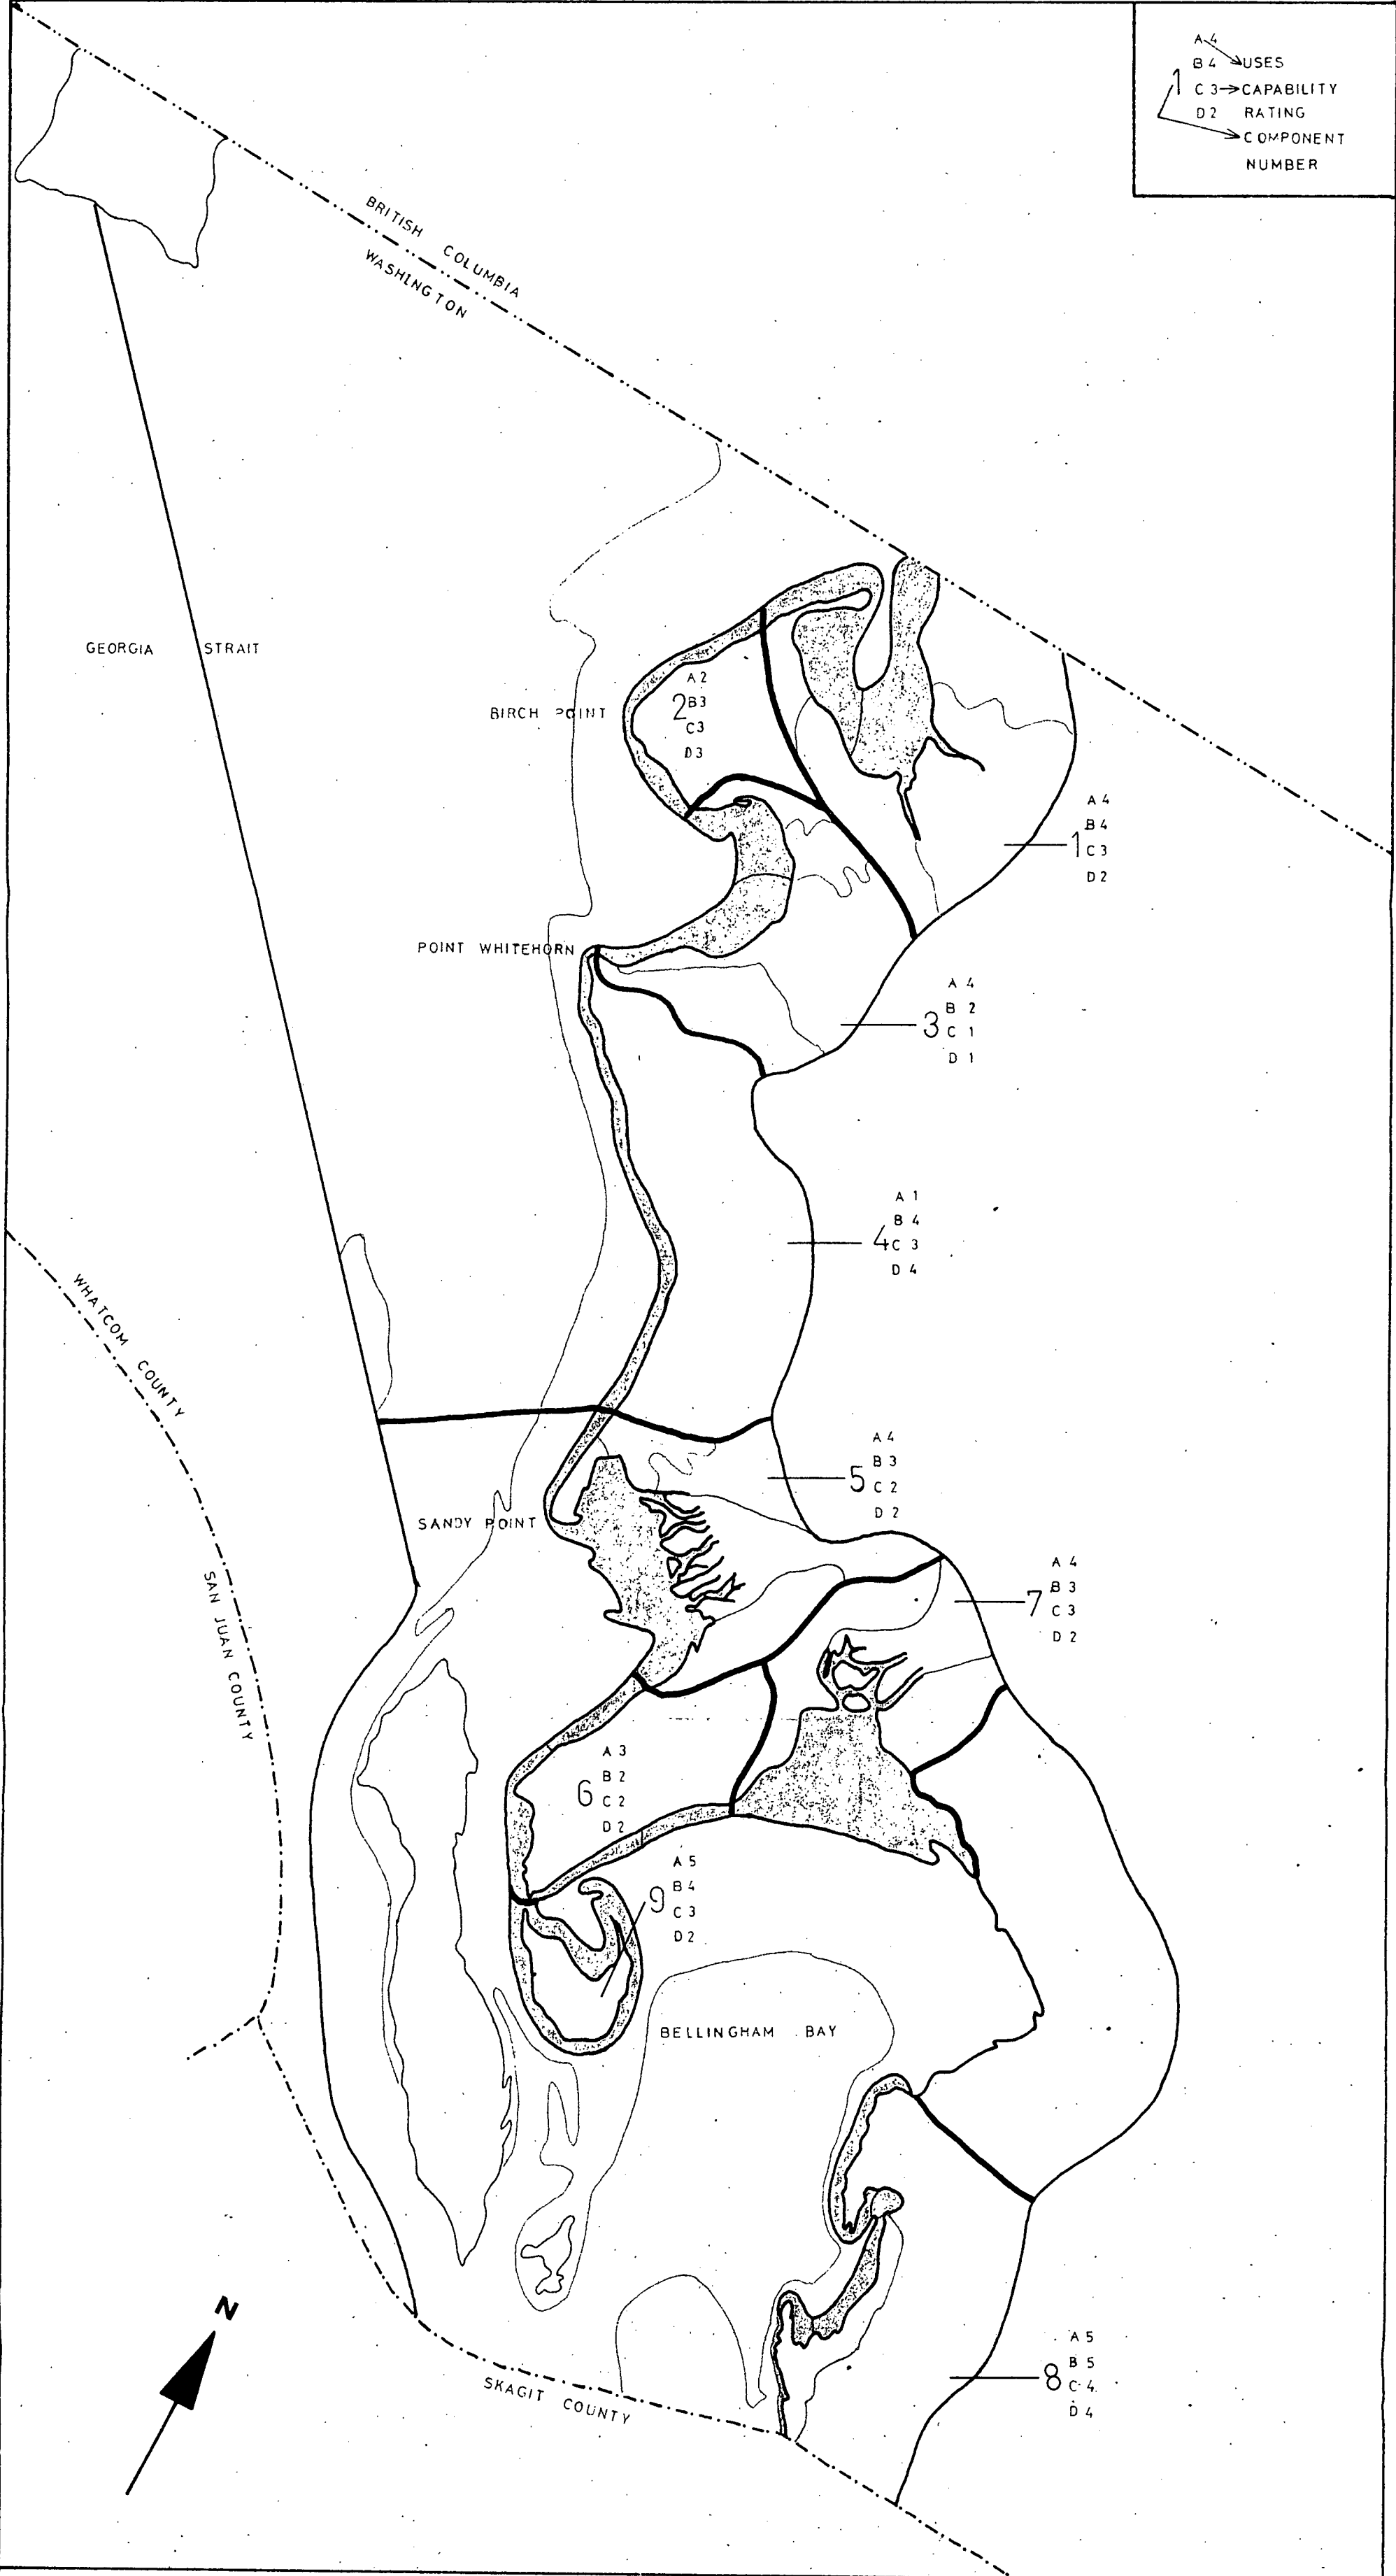 A 4
B 4 USES
1 C 3 CAPABILITY
D 2 RATING
COMPONENT
NUMBER
BRITISH COLUMBIA
WASHINGTON
GEORGIA STRAIT
BIRCH POINT
A 2
2 B 3
C 3
D 3
A 4
B 4
1 C 3
D 2
POINT WHITEHORN
A 4
B 2
3 C 1
D 1
A 1
B 4
4 C 3
D 4
WHATCOM COUNTY
SAN JUAN COUNTY
A 4
B 3
5 C 2
D 2
SANDY POINT
A 4
B 3
7 C 3
D 2
A 3
B 2
6 C 2
D 2
A 5
B 4
9 C 3
D 2
BELLINGHAM BAY
N
SKAGIT COUNTY
A 5
B 5
8 C 4
D 4